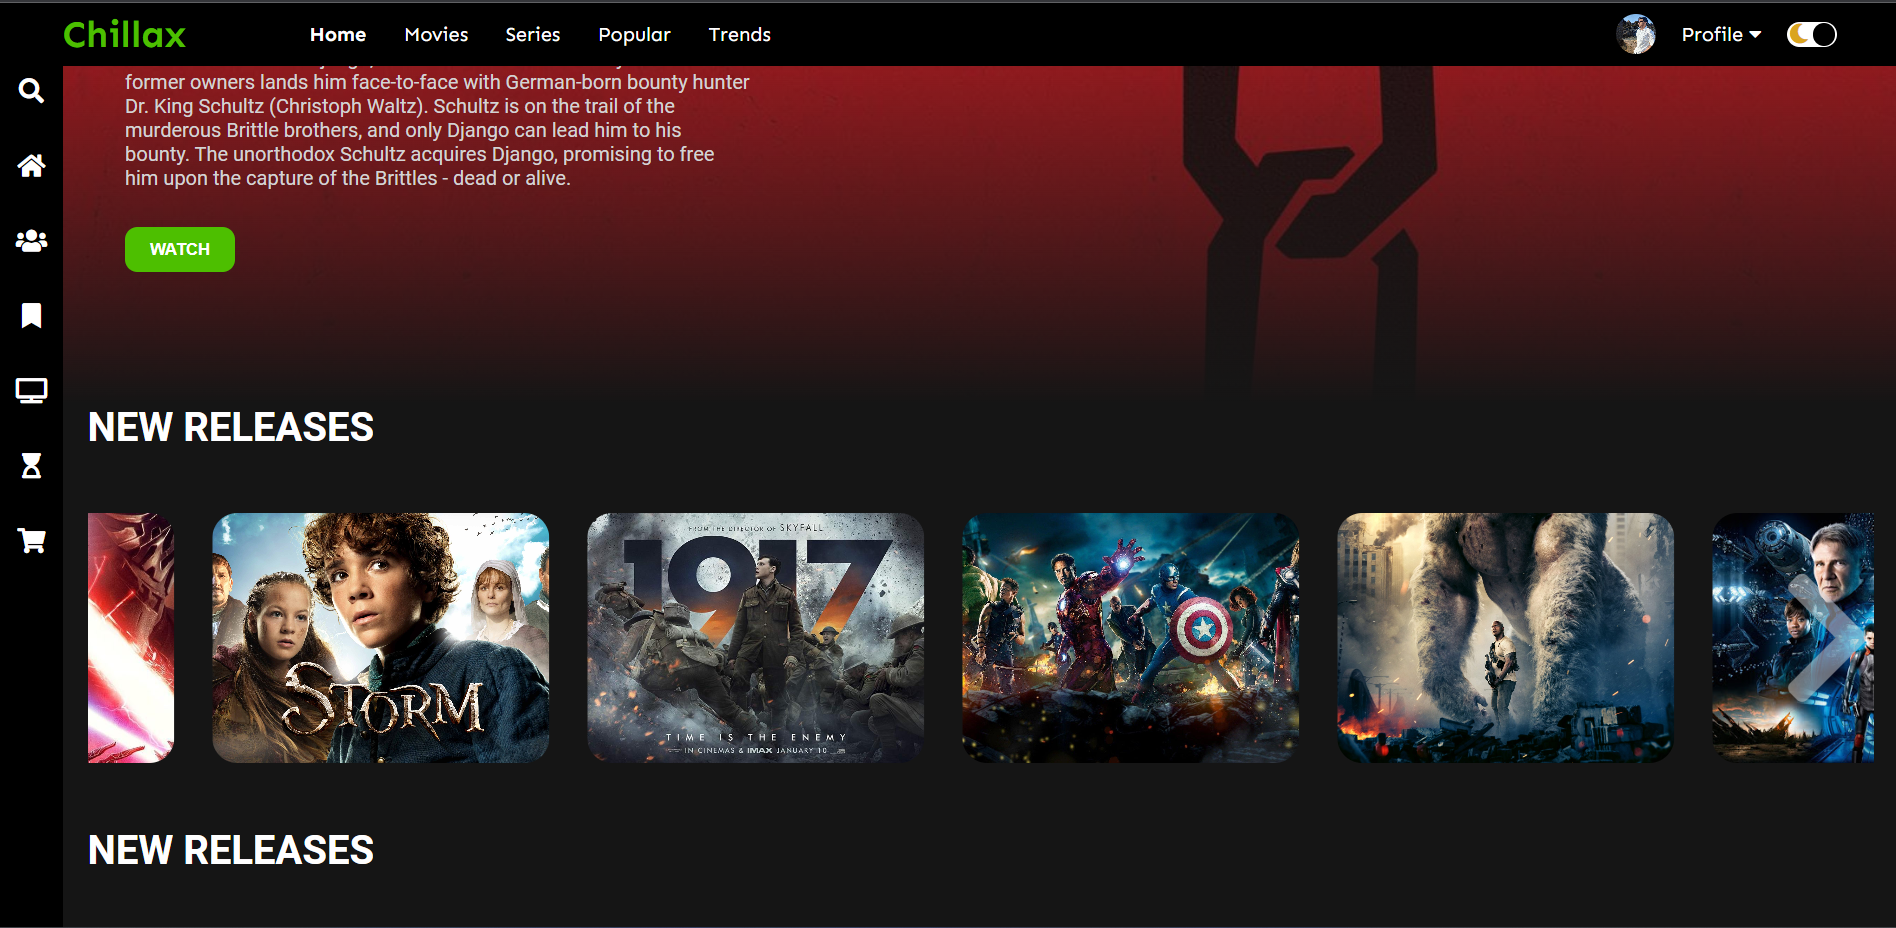 Chillax
Home Movies Series Popular Trends
Profile
former owners lands him face-to-face with German-born bounty hunter
Dr. King Schultz (Christoph Waltz). Schultz is on the trail of the
murderous Brittle brothers, and only Django can lead him to his
bounty. The unorthodox Schultz acquires Django, promising to free
him upon the capture of the Brittles - dead or alive.
WATCH
NEW RELEASES
STORM
FROM THE DIRECTOR OF SKYFALL
1917
TIME IS THE ENEMY
IN CINEMAS & IMAX JANUARY 10
NEW RELEASES